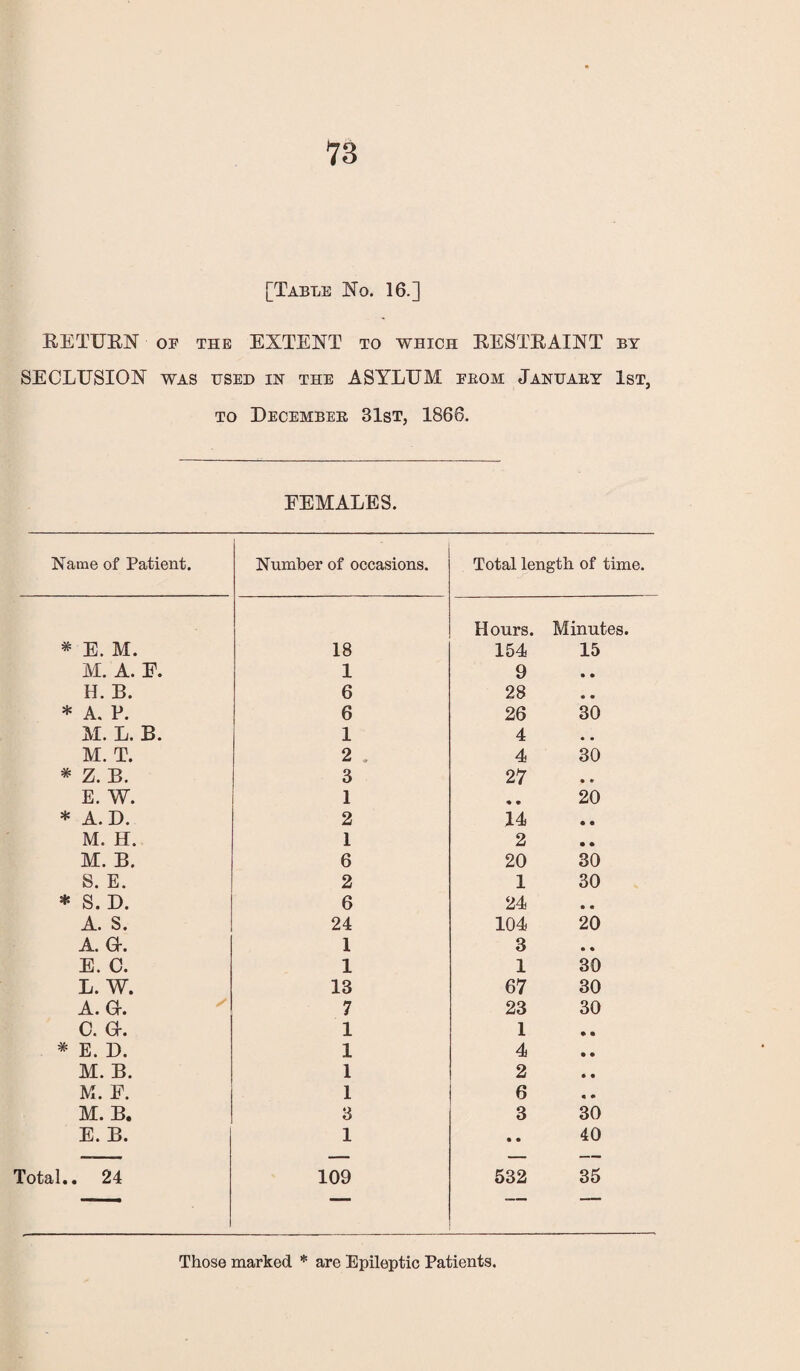 73
[Table No. 16.]
RETURN OF THE EXTENT TO WHICH RESTRAINT BY
SECLUSION WAS USED IN THE ASYLUM FROM JANUARY 1ST,
TO DECEMBER 31ST, 1866.
FEMALES.
Name of Patient. Number of occasions. Total length of time.
Hours. Minutes.
* E. M. 18 154 15
M. A. F. 1 9 ..
H. B. 6 28 ..
* A. P. 6 26 30
M. L. B. 1 4 ..
M. T. 2 4 30
* Z. B. 3 27 ..
E. W. 1 .. 20
* A. D. 2 14 ..
M. H. 1 2 ..
M. B. 6 20 30
S. E. 2 1 30
* S. D. 6 24 ..
A. S. 24 104 20
A. G. 1 3 ..
E. C. 1 1 30
L. W. 13 67 30
A. G. 7 23 30
C. G. 1 1 ..
* E. D. 1 4 ..
M. B. 1 2 ..
M. F. 1 6 ..
M. B. 3 3 30
E. B. 1 .. 40
Total.. 24 109 532 35
Those marked * are Epileptic Patients.